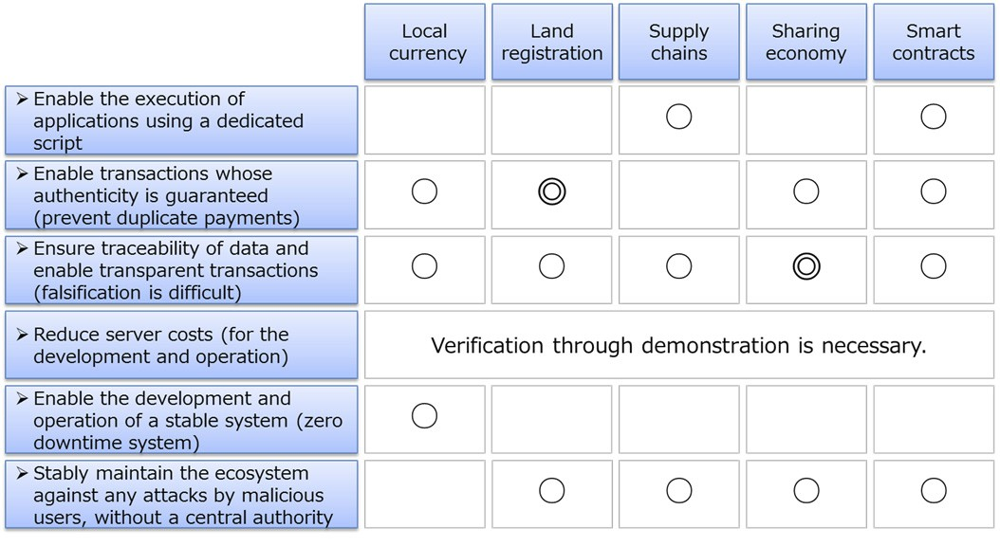 Local
currency
Land
registration
Supply
chains
Sharing
economy
Smart
contracts
➤ Enable the execution of
applications using a dedicated
script
➤ Enable transactions whose
authenticity is guaranteed
(prevent duplicate payments)
➤ Ensure traceability of data and
enable transparent transactions
(falsification is difficult)
➤ Reduce server costs (for the
development and operation)
Verification through demonstration is necessary.
➤ Enable the development and
operation of a stable system (zero
downtime system)
➤ Stably maintain the ecosystem
against any attacks by malicious
users, without a central authority